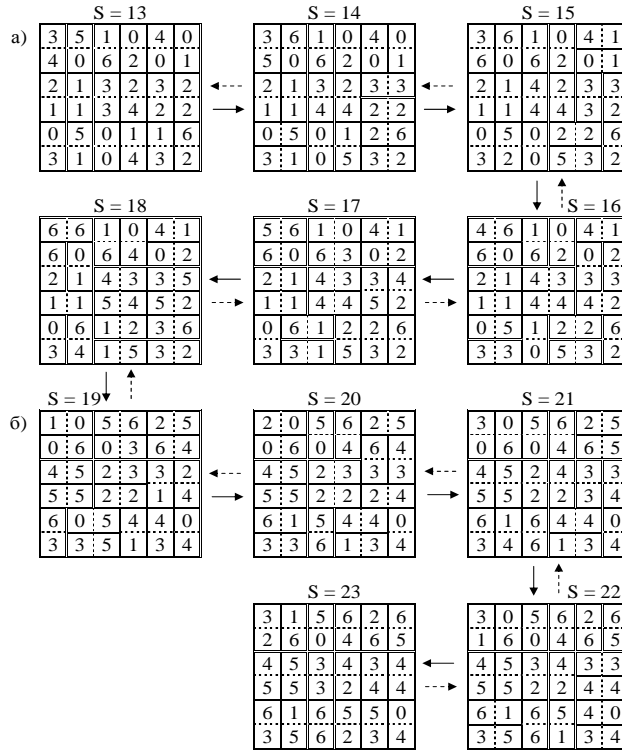 S = 13 S = 14 S = 15
а)
3 5 1 0 4 0 3 6 1 0 4 0 3 6 1 0 4 1
4 0 6 2 0 1 5 0 6 2 0 1 6 0 6 2 0 1
2 1 3 2 3 2 2 1 3 2 3 3 2 1 4 2 3 3
1 1 3 4 2 2 1 1 4 4 2 2 1 1 4 4 3 2
0 5 0 1 1 6 0 5 0 1 2 6 0 5 0 2 2 6
3 1 0 4 3 2 3 1 0 5 3 2 3 2 0 5 3 2
S = 18 S = 17 S = 16
6 6 1 0 4 1 5 6 1 0 4 1 4 6 1 0 4 1
6 0 6 4 0 2 6 0 6 3 0 2 6 0 6 2 0 2
2 1 4 3 3 5 2 1 4 3 3 4 2 1 4 3 3 3
1 1 5 4 5 2 1 1 4 4 5 2 1 1 4 4 4 2
0 6 1 2 3 6 0 6 1 2 2 6 0 5 1 2 2 6
3 4 1 5 3 2 3 3 1 5 3 2 3 3 0 5 3 2
S = 19 S = 20 S = 21
б)
1 0 5 6 2 5 2 0 5 6 2 5 3 0 5 6 2 5
0 6 0 3 6 4 0 6 0 4 6 4 0 6 0 4 6 5
4 5 2 3 3 2 4 5 2 3 3 3 4 5 2 4 3 3
5 5 2 2 1 4 5 5 2 2 2 4 5 5 2 2 3 4
6 0 5 4 4 0 6 1 5 4 4 0 6 1 6 4 4 0
3 3 5 1 3 4 3 3 6 1 3 4 3 4 6 1 3 4
S = 23 S = 22
3 1 5 6 2 6 3 0 5 6 2 6
2 6 0 4 6 5 1 6 0 4 6 5
4 5 3 4 3 4 4 5 3 4 3 3
5 5 3 2 4 4 5 5 2 2 4 4
6 1 6 5 5 0 6 1 6 5 4 0
3 5 6 2 3 4 3 5 6 1 3 4